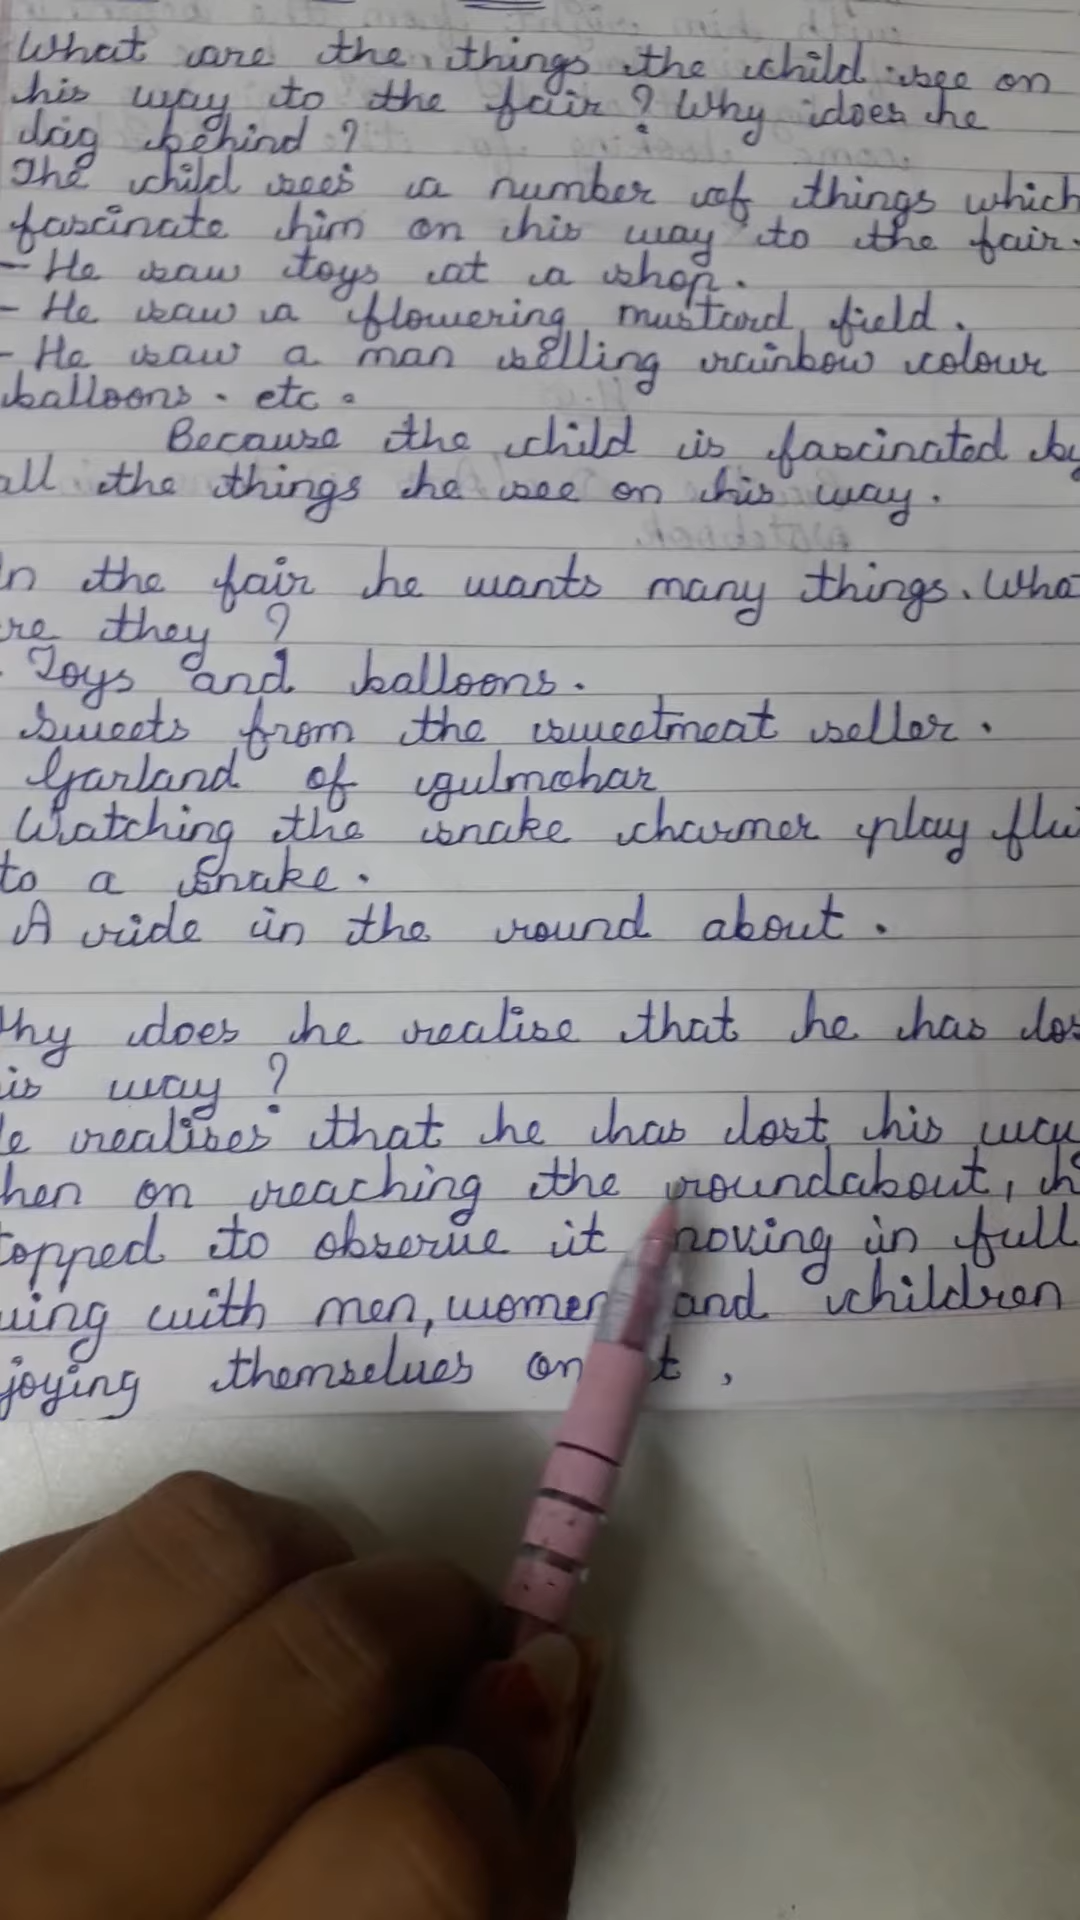 What are the things the child see on
his way to the fair? Why does he
lag behind?
The child sees a number of things which
fascinate him on his way to the fair.
- He saw toys at a shop.
- He saw a flowering mustard field.
- He saw a man selling rainbow colour
balloons. etc.
Because the child is fascinated by
all the things he see on his way.
n the fair he wants many things. Wha
re they?
Toys and balloons.
Sweets from the sweetmeat seller.
Garland of gulmohar
Watching the snake charmer play flu
to a snake.
A ride in the round about.
hy does he realise that he has los
is way?
e realises that he has lost his way
hen on reaching the roundabout, h
topped to observe it moving in full
wing with men, women and children
joying themselves on it,